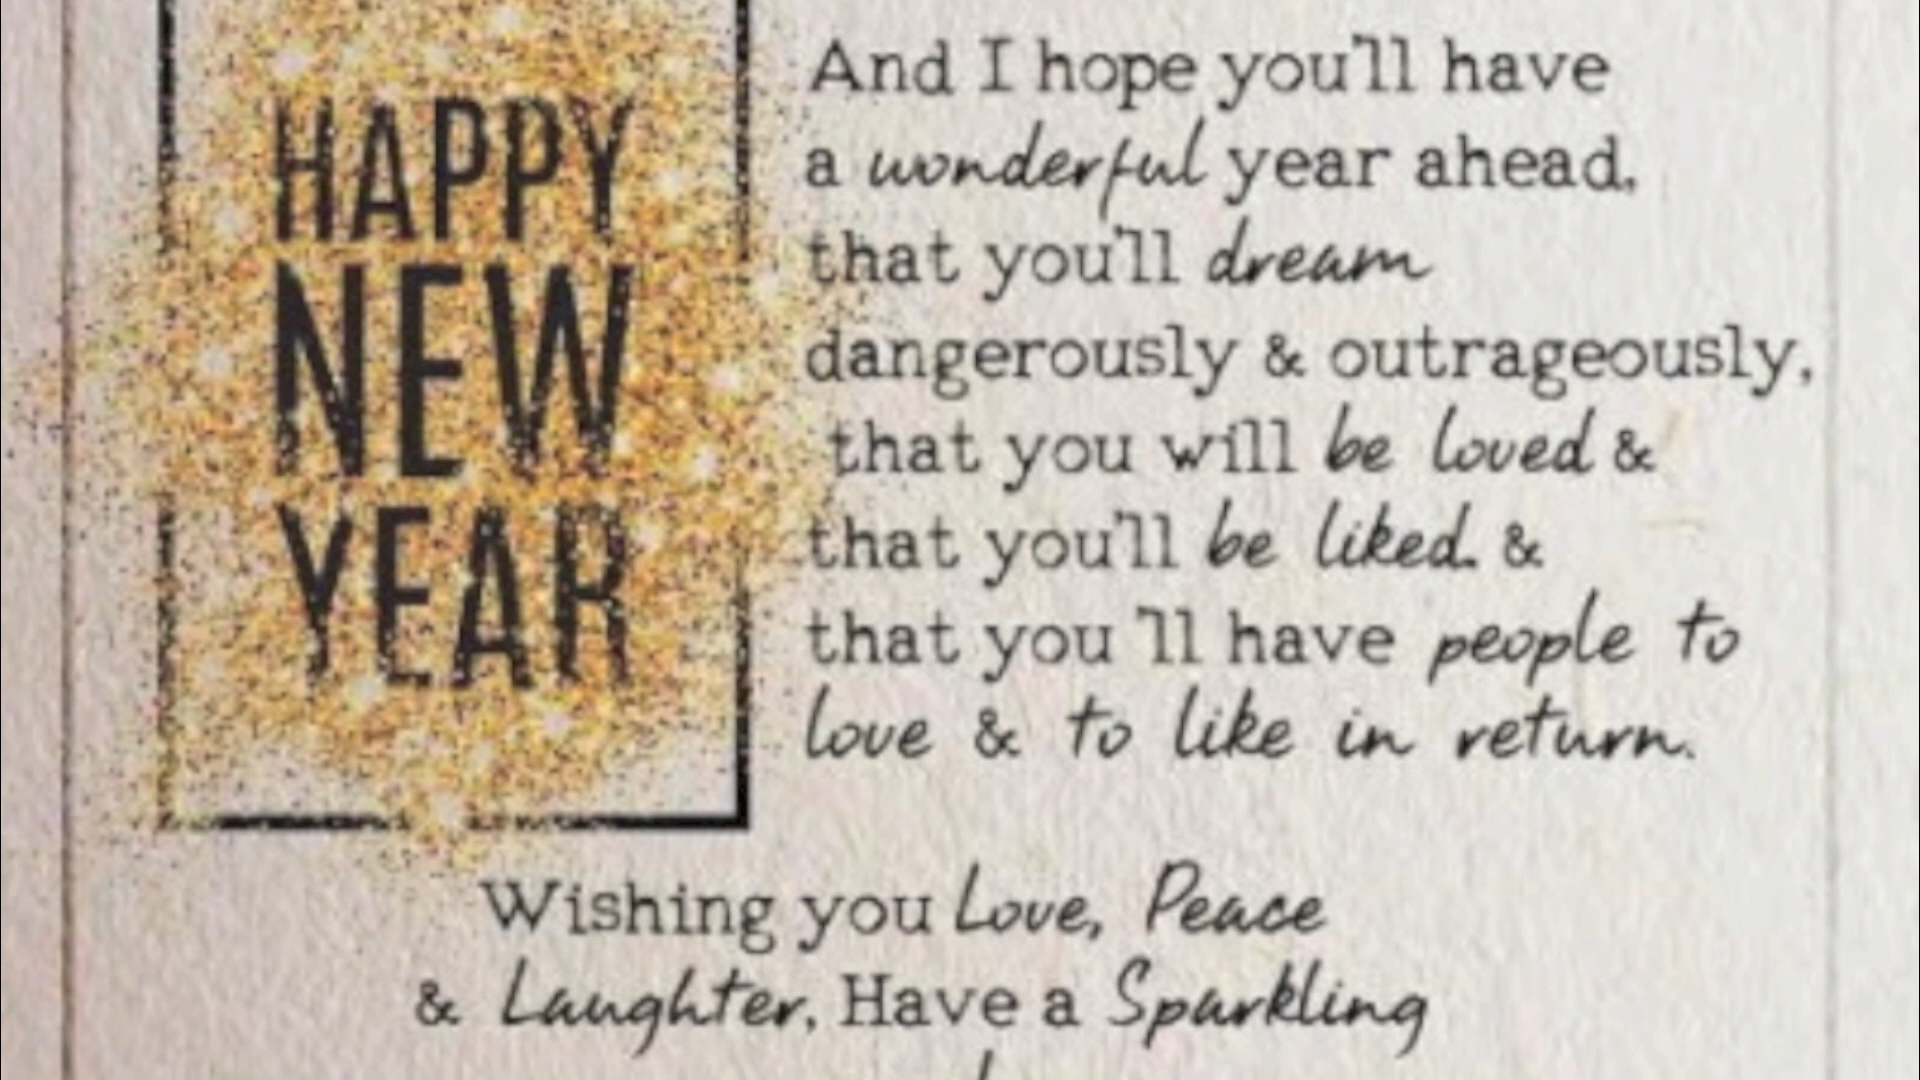 HAPPY
NEW
YEAR
And I hope you'll have
a wonderful year ahead,
that you'll dream
dangerously & outrageously,
that you will be loved &
that you'll be liked. &
that you 'll have people to
love & to like in return.
Wishing you Love, Peace
& Laughter, Have a Sparkling